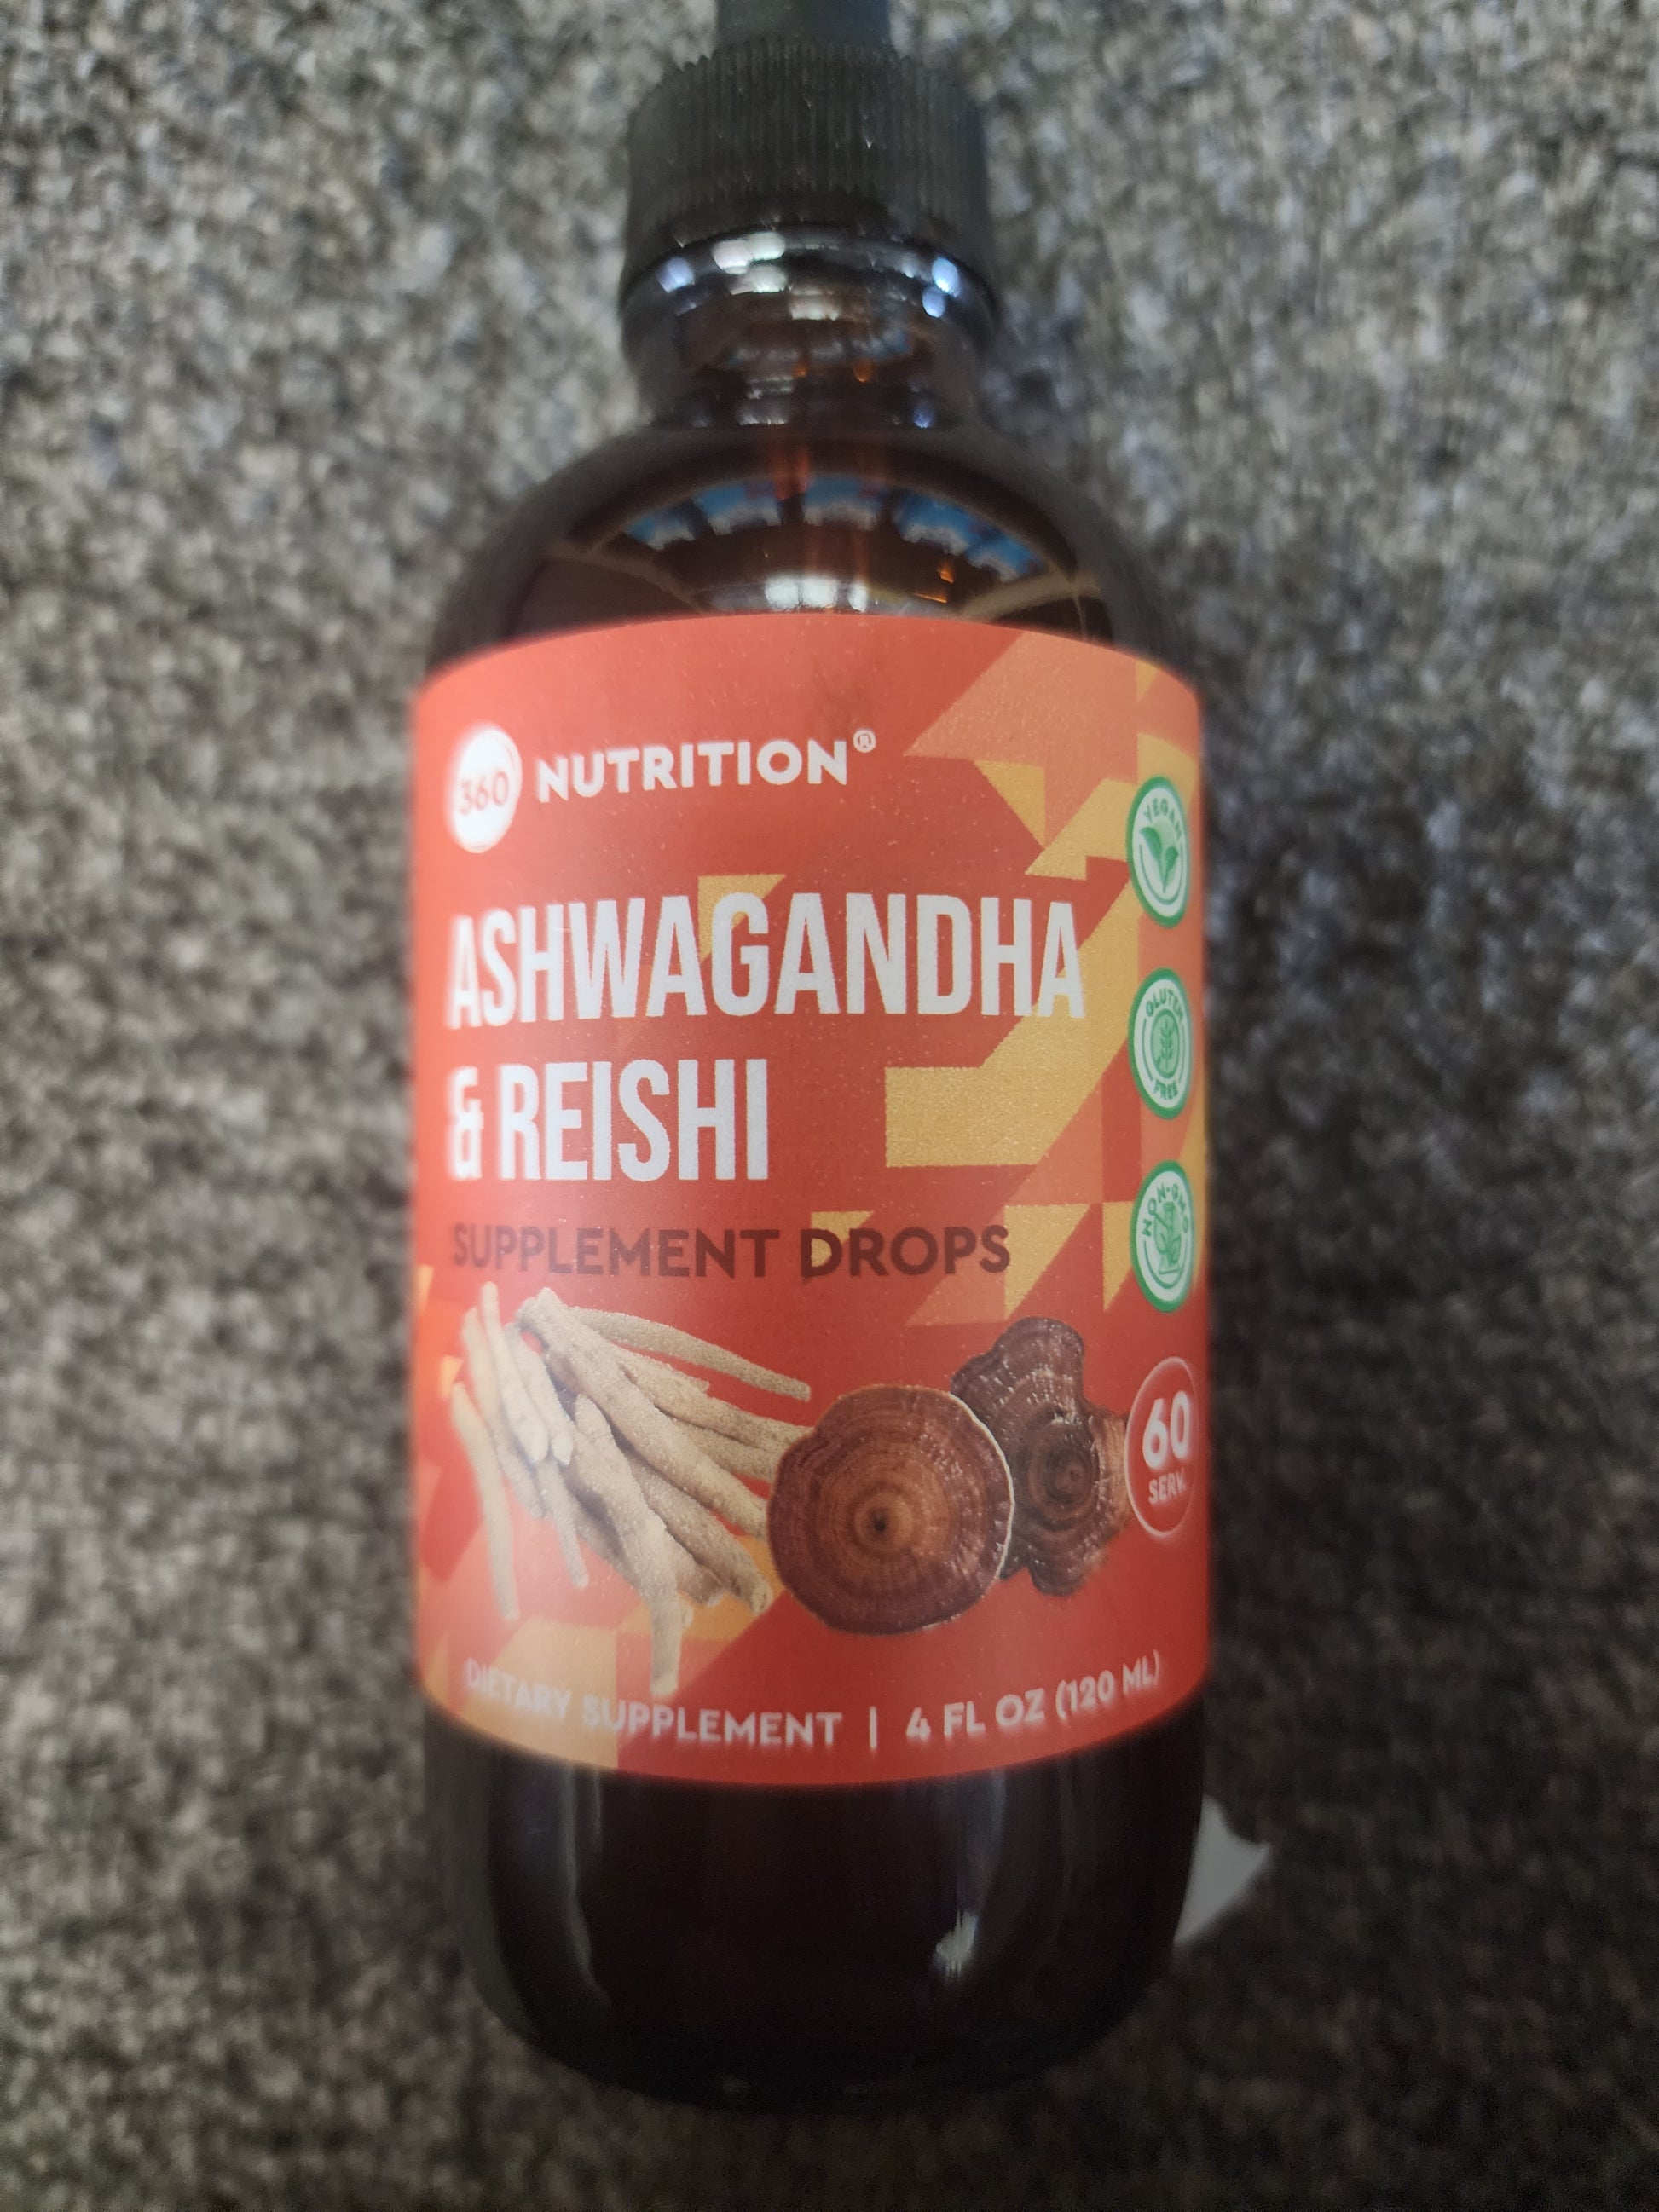 360 NUTRITION®
ASHWAGANDHA
& REISHI
SUPPLEMENT DROPS
VEGAN
GLUTEN
FREE
NON-GMO
60
SERV.
DIETARY SUPPLEMENT | 4 FL OZ (120 ML)